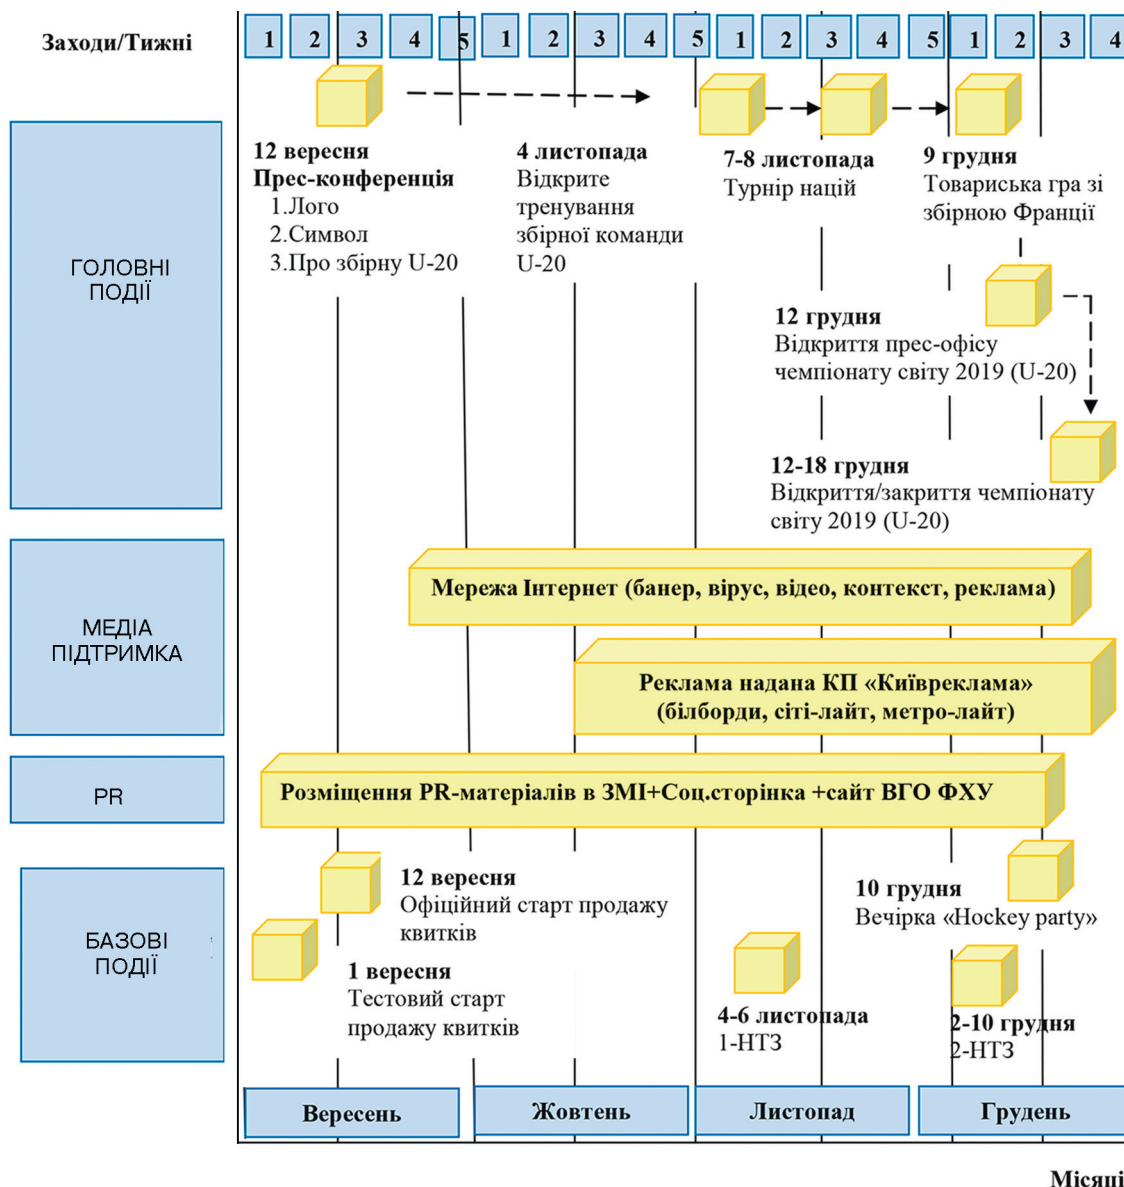 Заходи/Тижні
1 2 3 4 5 1 2 3 4 5 1 2 3 4 5 1 2 3 4
12 вересня
Прес-конференція
1.Лого
2.Символ
3.Про збірну U-20
4 листопада
Відкрите
тренування
збірної команди
U-20
7-8 листопада
Турнір націй
9 грудня
Товариська гра зі
збірною Франції
ГОЛОВНІ
ПОДІЇ
12 грудня
Відкриття прес-офісу
чемпіонату світу 2019 (U-20)
12-18 грудня
Відкриття/закриття чемпіонату
світу 2019 (U-20)
МЕДІА
ПІДТРИМКА
Мережа Інтернет (банер, вірус, відео, контекст, реклама)
Реклама надана КП «Київреклама»
(білборди, сіті-лайт, метро-лайт)
PR
Розміщення PR-матеріалів в ЗМІ+Соц.сторінка +сайт ВГО ФХУ
БАЗОВІ
ПОДІЇ
12 вересня
Офіційний старт продажу
квитків
1 вересня
Тестовий старт
продажу квитків
10 грудня
Вечірка «Hockey party»
4-6 листопада
1-НТЗ
2-10 грудня
2-НТЗ
Вересень
Жовтень
Листопад
Грудень
Місяці